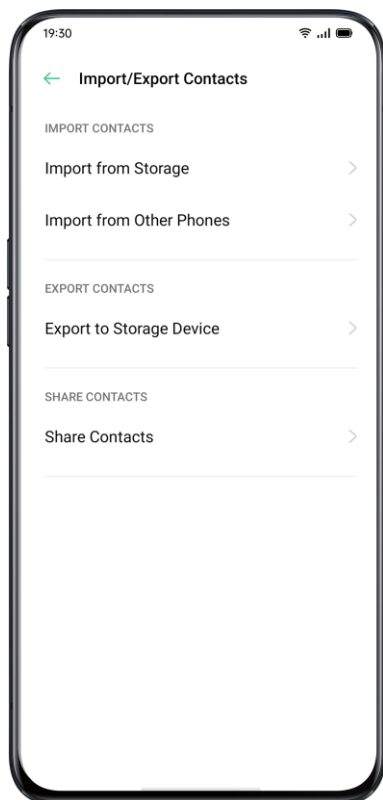 19:30
Import/Export Contacts
IMPORT CONTACTS
Import from Storage
Import from Other Phones
EXPORT CONTACTS
Export to Storage Device
SHARE CONTACTS
Share Contacts